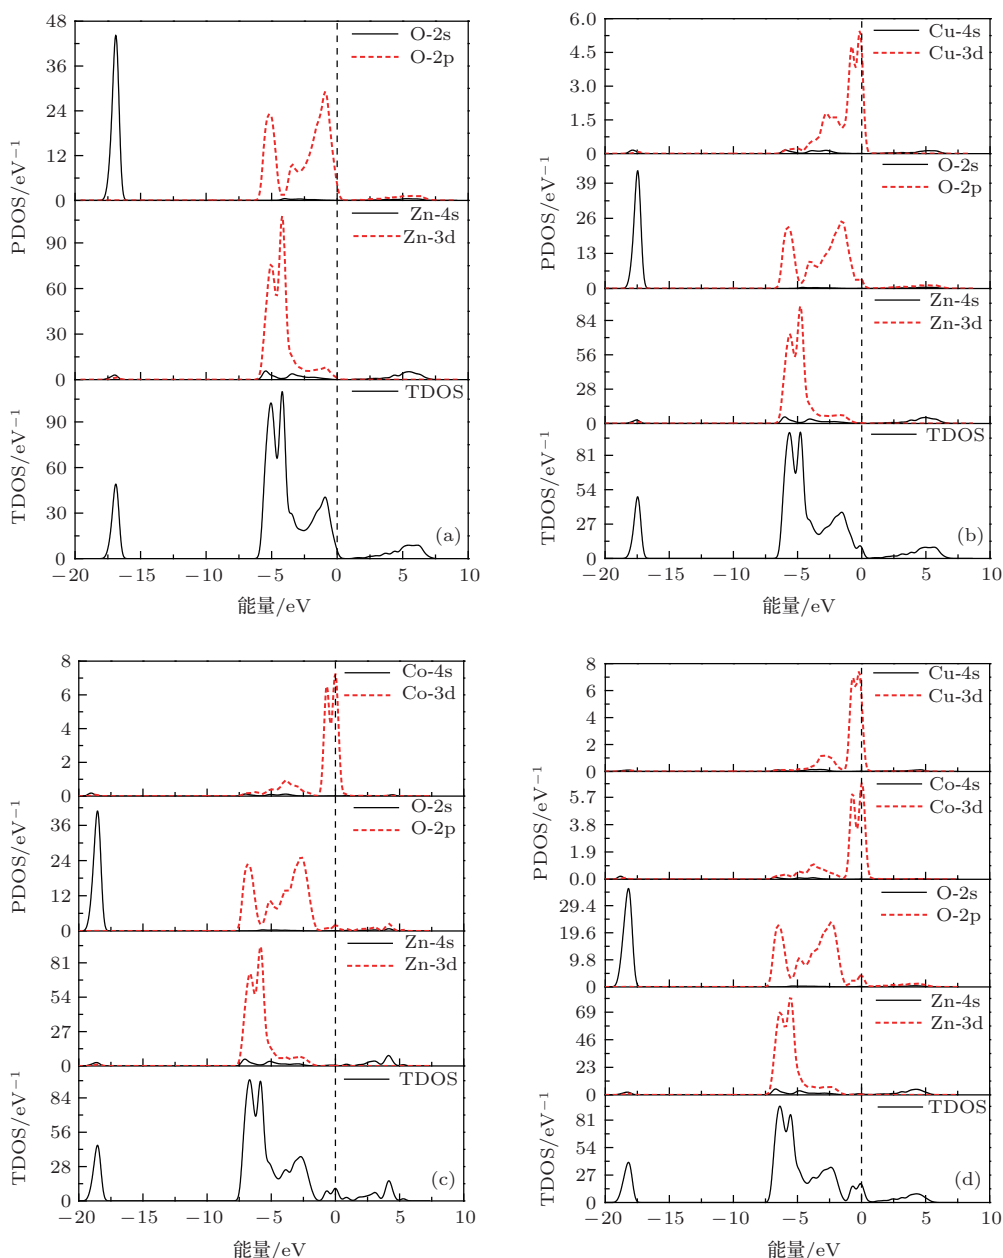 48
36
24
12
0
O-2s
O-2p
PDOS/eV−1
90
60
30
0
Zn-4s
Zn-3d
TDOS/eV−1
90
60
30
0
TDOS
(a)
−20 −15 −10 −5 0 5 10
能量/eV
6.0
4.5
3.0
1.5
0
Cu-4s
Cu-3d
PDOS/eV−1
39
26
13
0
O-2s
O-2p
84
56
28
0
Zn-4s
Zn-3d
TDOS/eV−1
81
54
27
0
TDOS
(b)
−20 −15 −10 −5 0 5 10
能量/eV
8
6
4
2
0
Co-4s
Co-3d
PDOS/eV−1
36
24
12
0
O-2s
O-2p
81
54
27
0
Zn-4s
Zn-3d
TDOS/eV−1
84
56
28
0
TDOS
(c)
−20 −15 −10 −5 0 5 10
能量/eV
8
6
4
2
0
Cu-4s
Cu-3d
PDOS/eV−1
5.7
3.8
1.9
0.0
Co-4s
Co-3d
29.4
19.6
9.8
0
O-2s
O-2p
69
46
23
0
Zn-4s
Zn-3d
TDOS/eV−1
81
54
27
0
TDOS
(d)
−20 −15 −10 −5 0 5 10
能量/eV